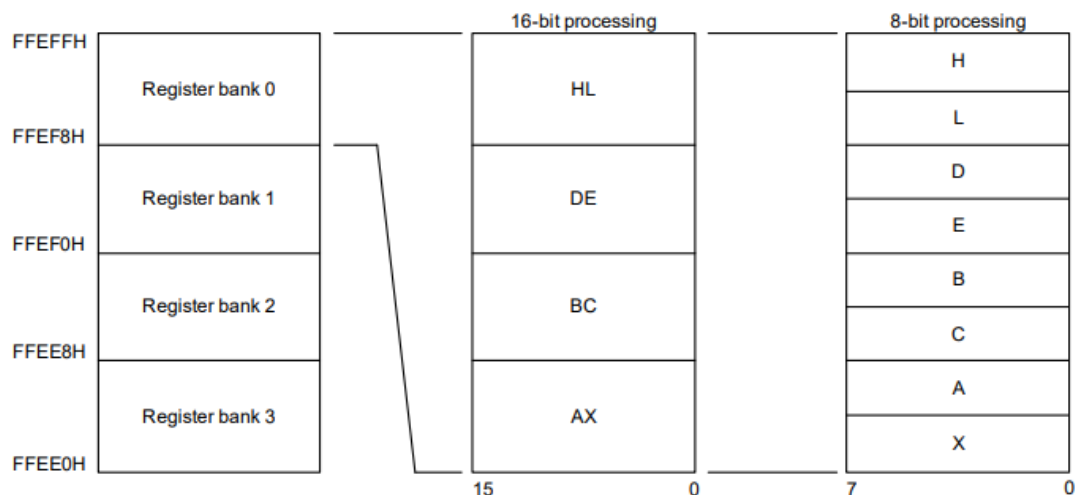 16-bit processing
8-bit processing
FFEFFH
Register bank 0
HL
H
L
FFEF8H
Register bank 1
DE
D
E
FFEF0H
Register bank 2
BC
B
C
FFEE8H
Register bank 3
AX
A
X
FFEE0H
15
0
7
0